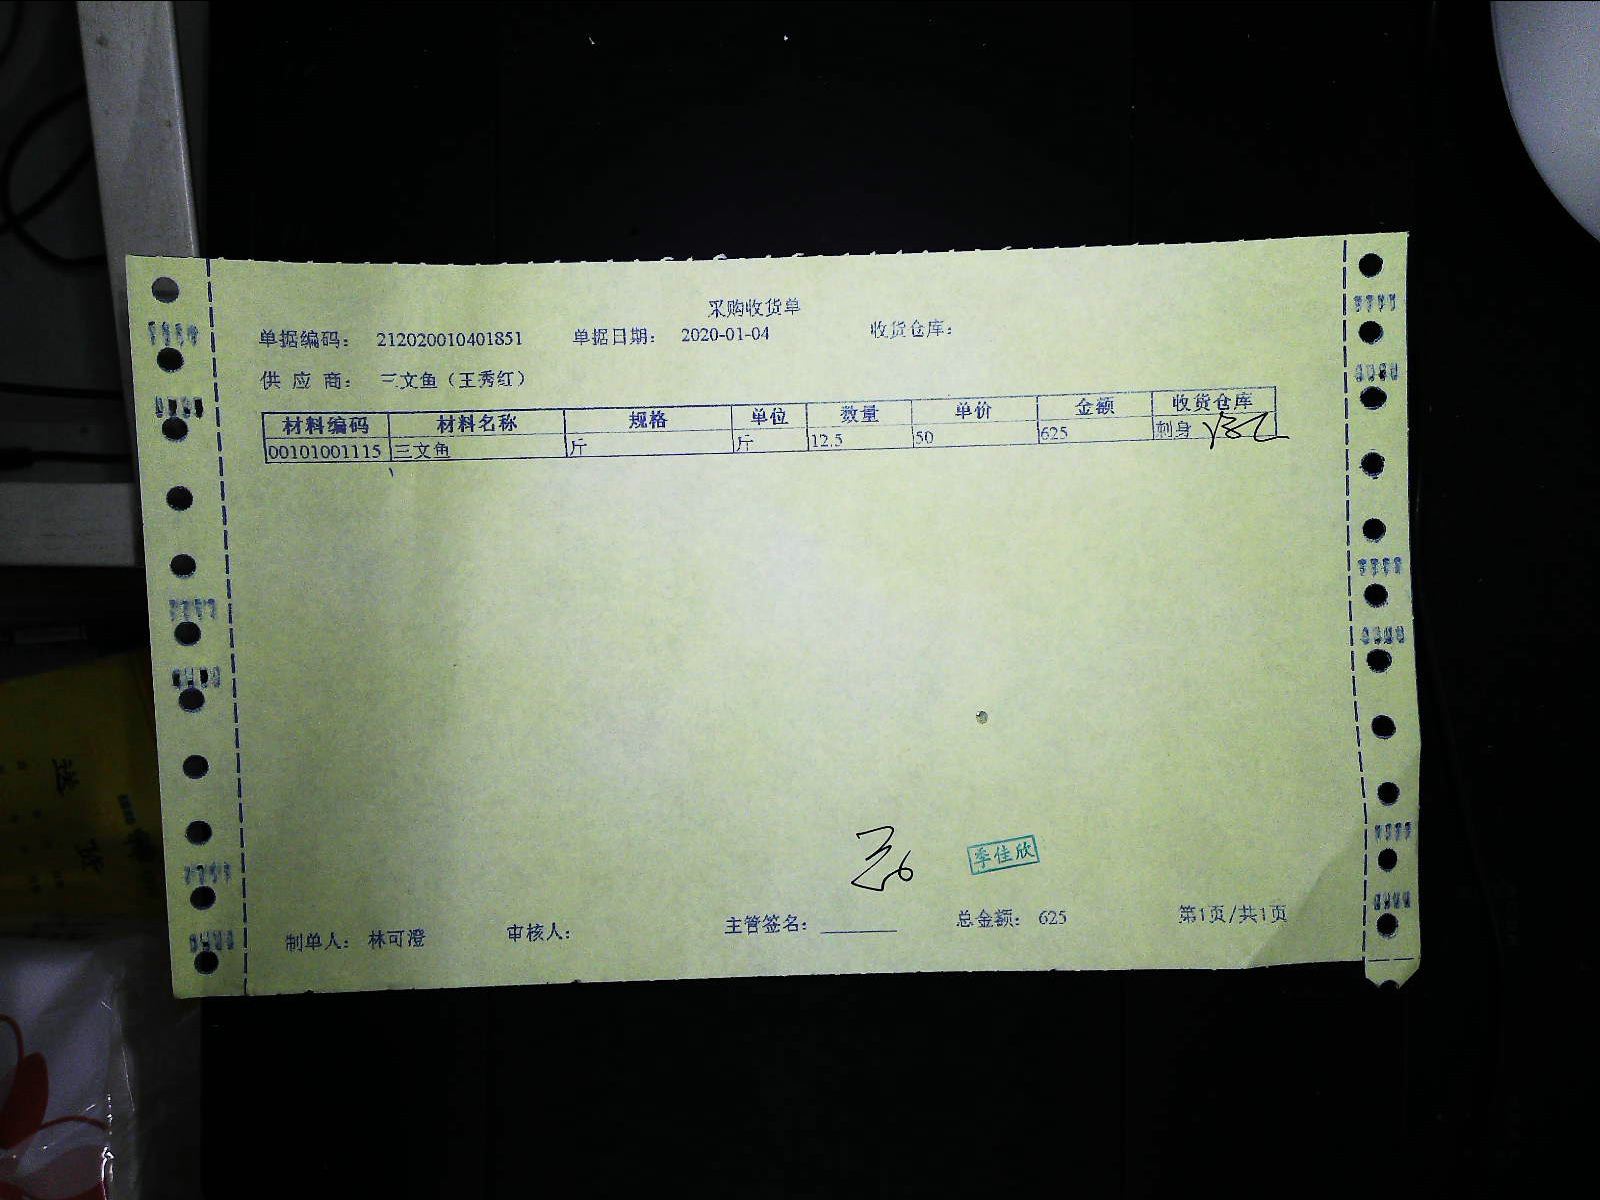 采购收货单
单据编码： 212020010401851 单据日期： 2020-01-04 收货仓库：
供 应 商： 三文鱼（王秀红）
材料编码 材料名称 规格 单位 数量 单价 金额 收货仓库
00101001115 三文鱼 斤 斤 12.5 50 625 刺身
李佳欣
制单人： 林可澄 审核人： 主管签名： ________ 总金额： 625 第1页/共1页